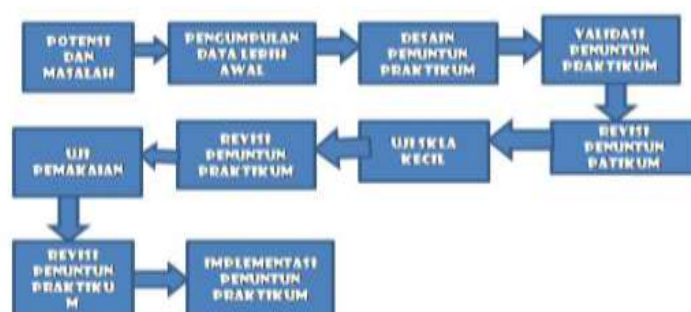 POTENSI
DAN
MASALAH
PENGUMPULAN
DATA LEBIH
AWAL
DESAIN
PENUNTUN
PRAKTIKUM
VALIDASI
PENUNTUN
PRAKTIKUM
REVISI
PENUNTUN
PATIKUM
UJI SKLA
KECIL
REVISI
PENUNTUN
PRAKTIKUM
UJI
PEMAKAIAN
REVISI
PENUNTUN
PRAKTIKU
M
IMPLEMENTASI
PENUNTUN
PRAKTIKUM